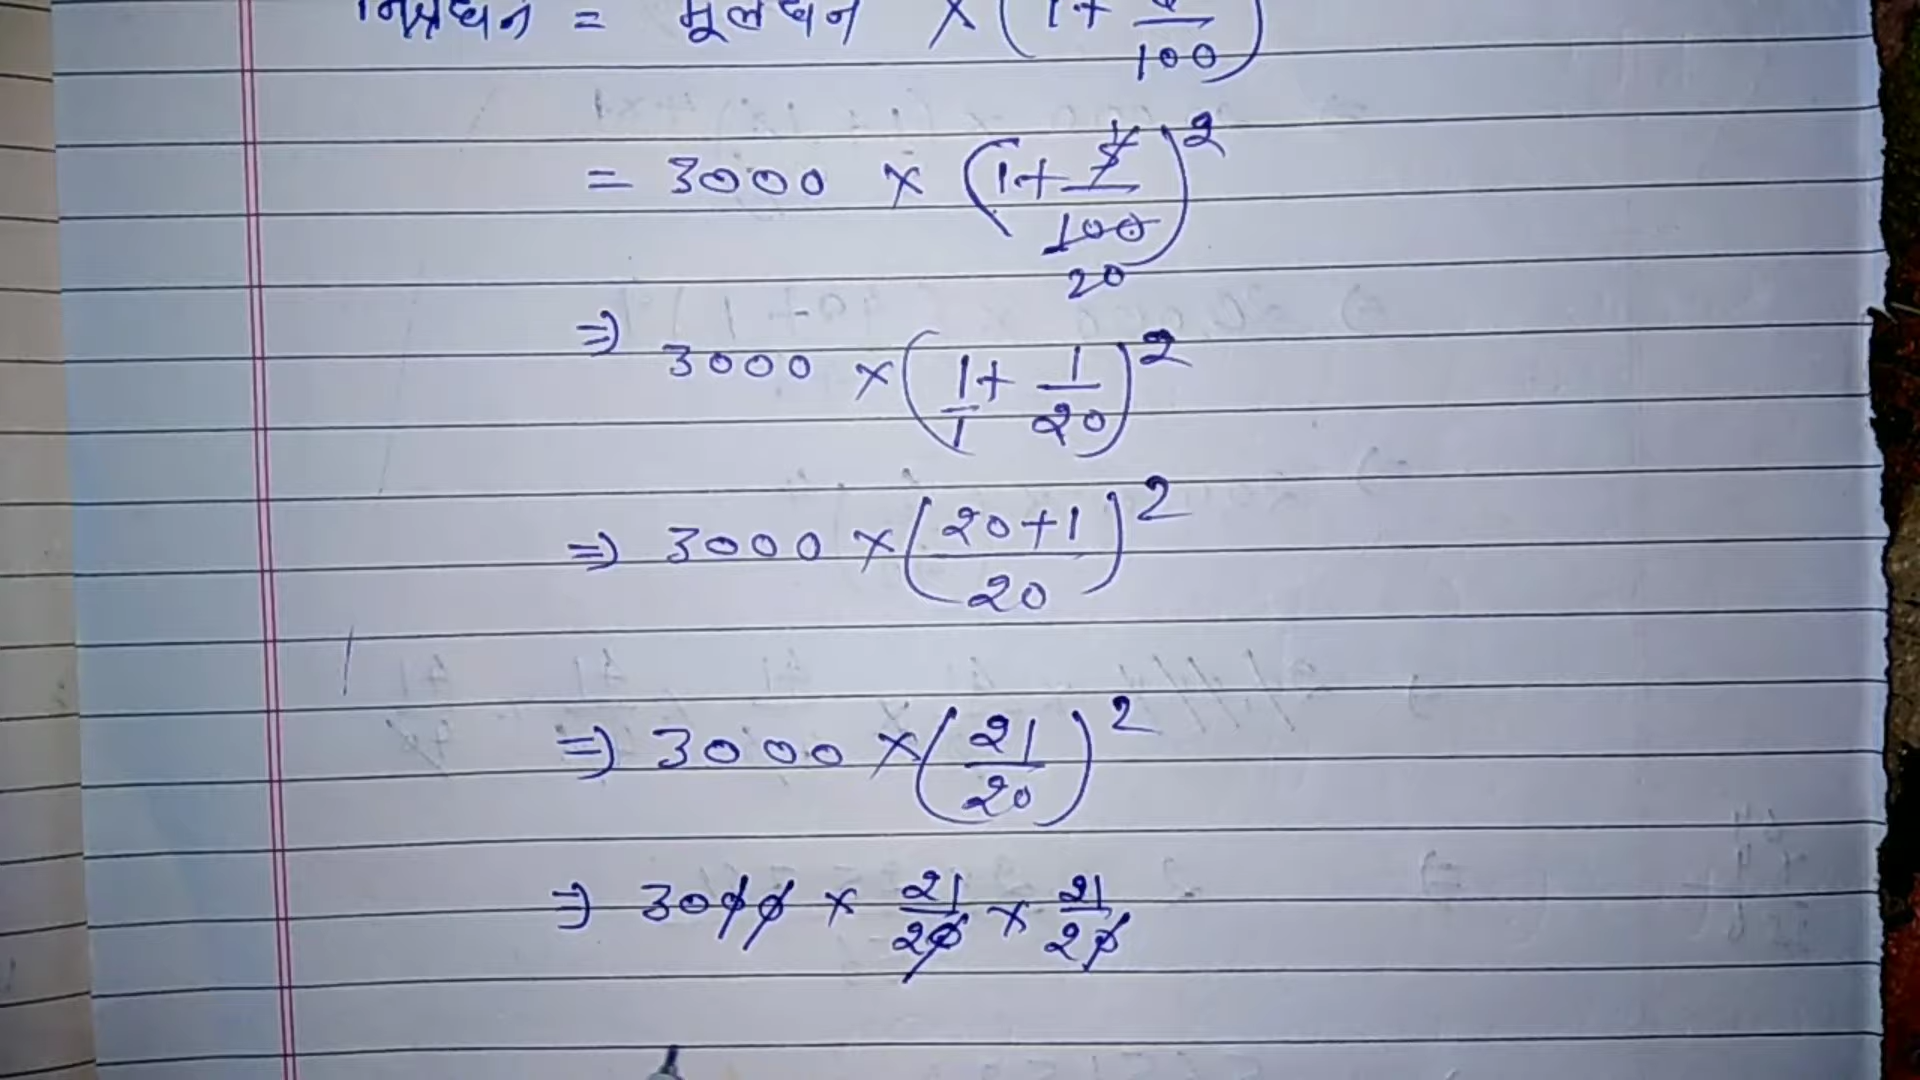 मिश्रधन = मूलधन × (1+ /100)
= 3000 × (1+ 5/100)² 1 20
⇒ 3000 × (1/1 + 1/20)²
⇒ 3000 × (20+1/20)²
⇒ 3000 × (21/20)²
⇒ 3000 × 21/20 × 21/20